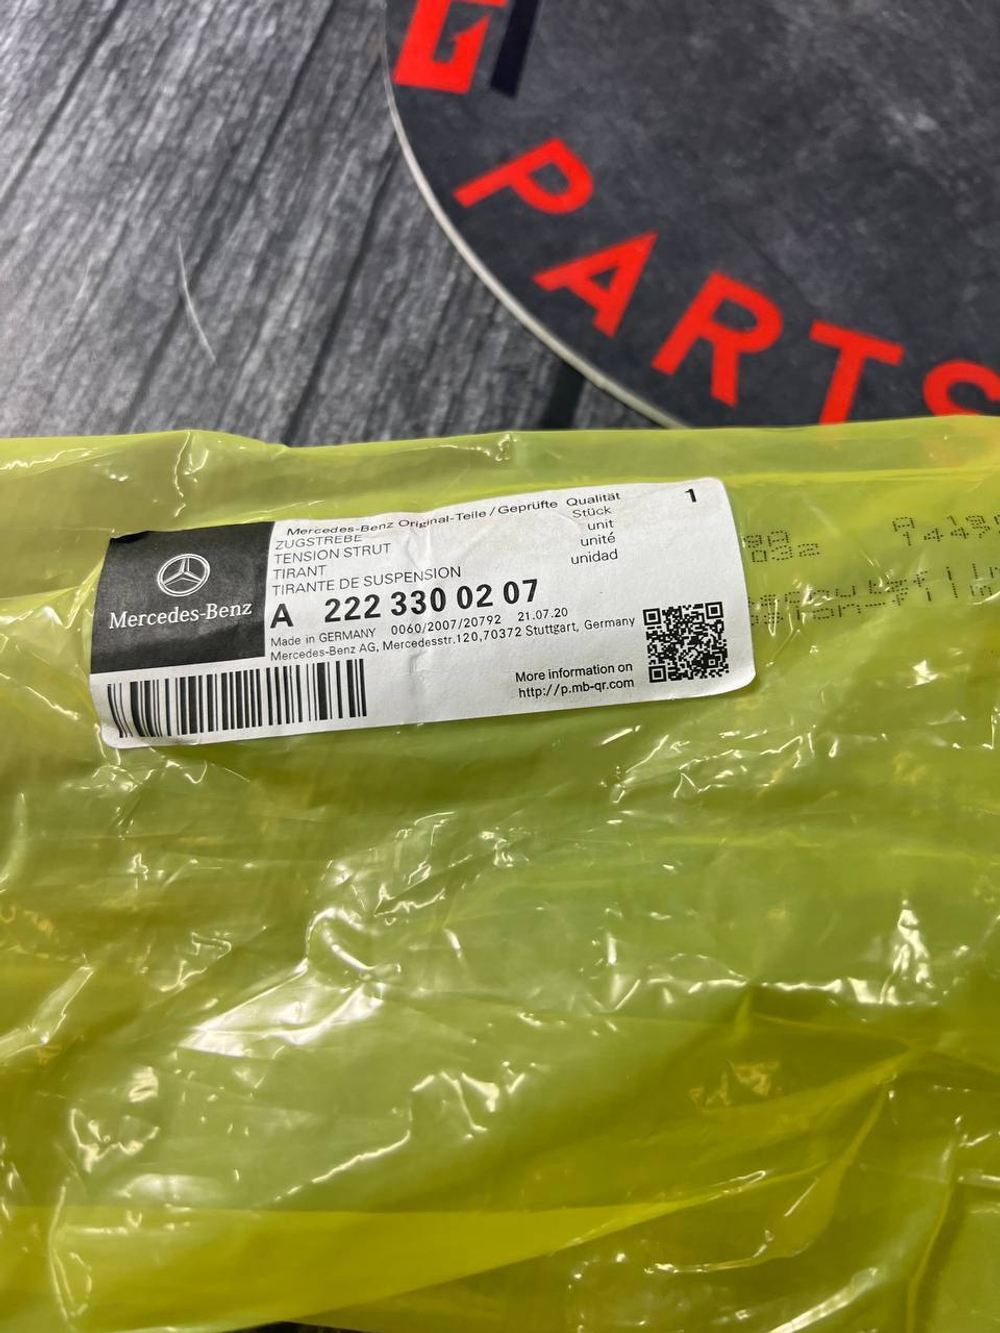 PARTS
Mercedes-Benz Original-Teile / Geprüfte Qualität
1
ZUGSTREBE
Stück
TENSION STRUT
unit
TIRANT
unité
TIRANTE DE SUSPENSION
unidad
Mercedes-Benz
A 222 330 02 07
Made in GERMANY 0060/2007/20792 21.07.20
Mercedes-Benz AG, Mercedesstr.120,70372 Stuttgart, Germany
More information on
http://p.mb-qr.com